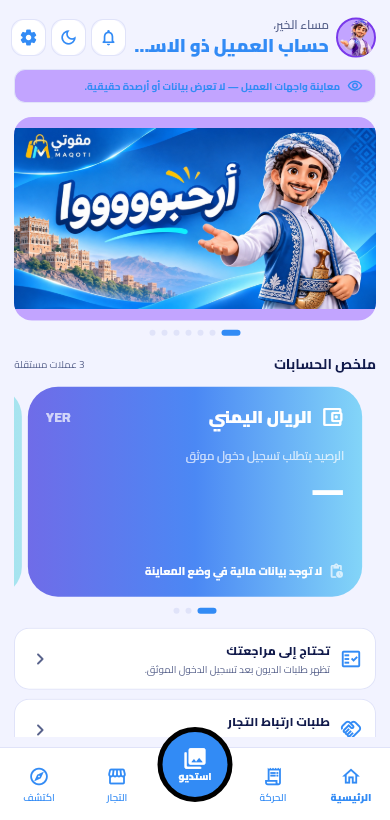 مساء الخير،
حساب العميل ذو الاسـ...
معاينة واجهات العميل — لا تعرض بيانات أو أرصدة حقيقية.
مقوتي
MAQOTI
أرحبوووووا
ملخص الحسابات
3 عملات مستقلة
الريال اليمني
YER
الرصيد يتطلب تسجيل دخول موثق
—
لا توجد بيانات مالية في وضع المعاينة
تحتاج إلى مراجعتك
تظهر طلبات الديون بعد تسجيل الدخول الموثق.
طلبات ارتباط التجار
الرئيسية
الحركة
استديو
التجار
اكتشف